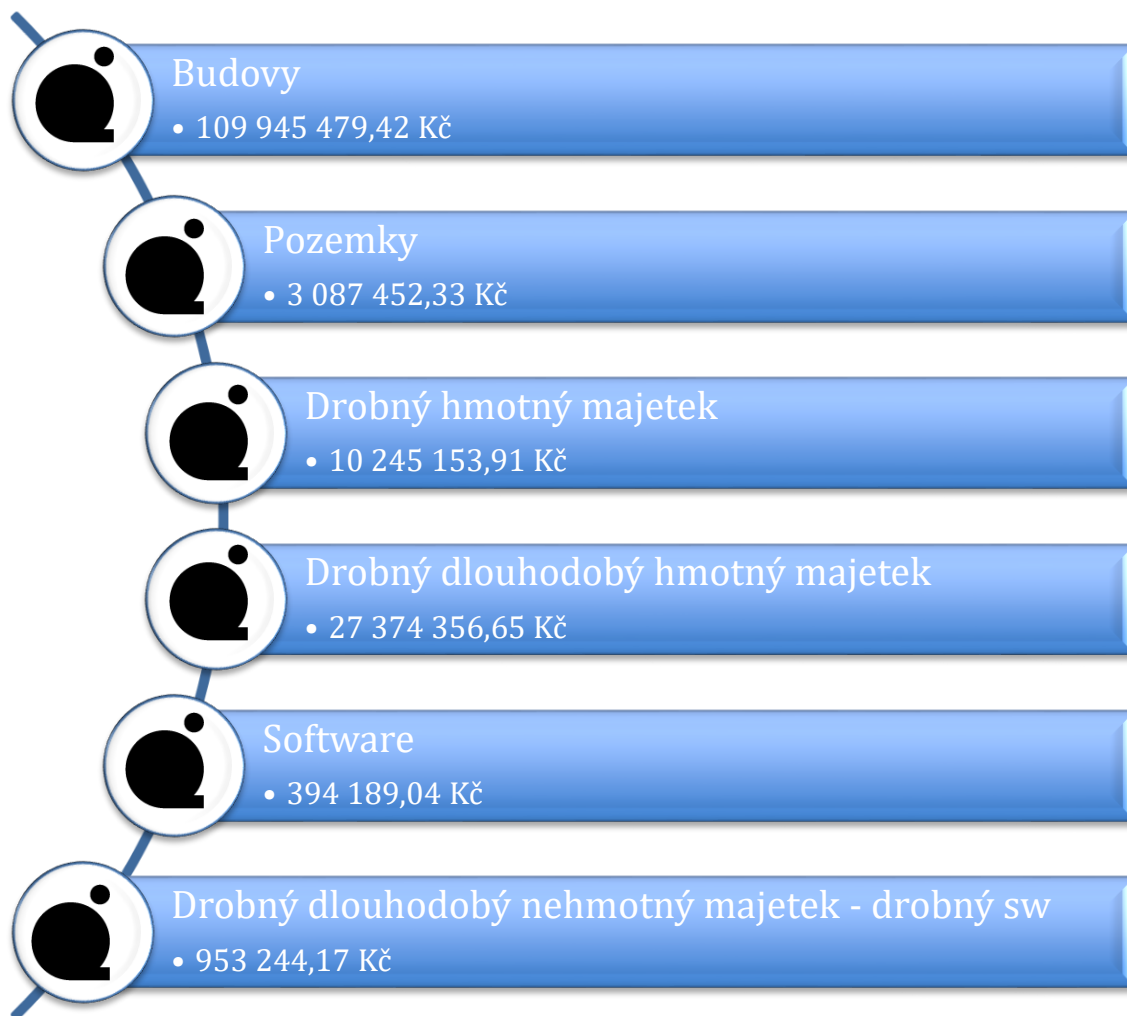 Budovy
• 109 945 479,42 Kč
Pozemky
• 3 087 452,33 Kč
Drobný hmotný majetek
• 10 245 153,91 Kč
Drobný dlouhodobý hmotný majetek
• 27 374 356,65 Kč
Software
• 394 189,04 Kč
Drobný dlouhodobý nehmotný majetek - drobný sw
• 953 244,17 Kč